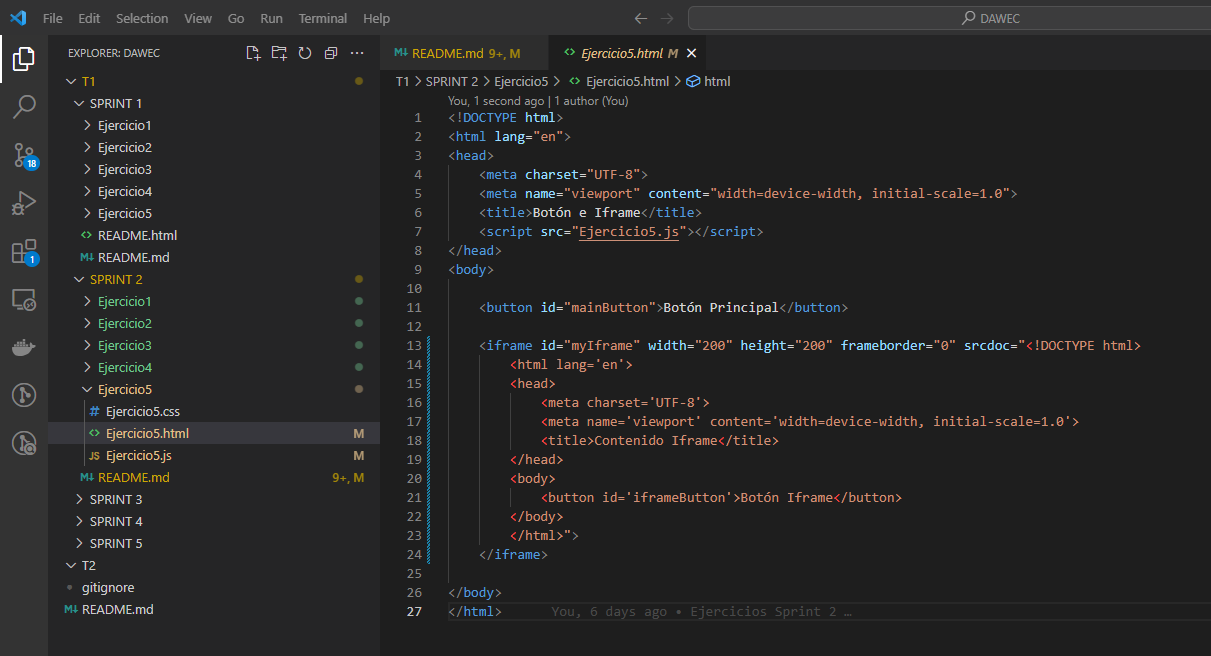 File Edit Selection View Go Run Terminal Help
DAWEC
EXPLORER: DAWEC
T1
SPRINT 1
Ejercicio1
Ejercicio2
Ejercicio3
Ejercicio4
Ejercicio5
README.html
README.md
SPRINT 2
Ejercicio1
Ejercicio2
Ejercicio3
Ejercicio4
Ejercicio5
# Ejercicio5.css
Ejercicio5.html M
JS Ejercicio5.js M
README.md 9+, M
SPRINT 3
SPRINT 4
SPRINT 5
T2
gitignore
README.md
18
1
README.md 9+, M
Ejercicio5.html M
T1 > SPRINT 2 > Ejercicio5 > Ejercicio5.html > html
You, 1 second ago | 1 author (You)
1 <!DOCTYPE html>
2 <html lang="en">
3 <head>
4 <meta charset="UTF-8">
5 <meta name="viewport" content="width=device-width, initial-scale=1.0">
6 <title>Botón e Iframe</title>
7 <script src="Ejercicio5.js"></script>
8 </head>
9 <body>
10
11 <button id="mainButton">Botón Principal</button>
12
13 <iframe id="myIframe" width="200" height="200" frameborder="0" srcdoc="<!DOCTYPE html>
14 <html lang='en'>
15 <head>
16 <meta charset='UTF-8'>
17 <meta name='viewport' content='width=device-width, initial-scale=1.0'>
18 <title>Contenido Iframe</title>
19 </head>
20 <body>
21 <button id='iframeButton'>Botón Iframe</button>
22 </body>
23 </html>">
24 </iframe>
25
26 </body>
27 </html> You, 6 days ago • Ejercicios Sprint 2 …